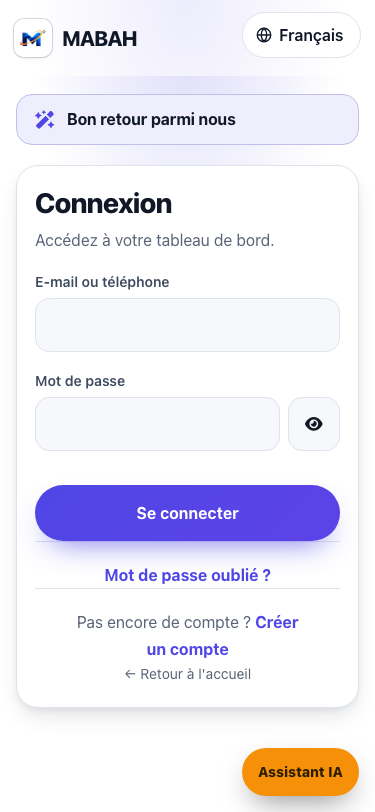 MABAH
Français
Bon retour parmi nous
Connexion
Accédez à votre tableau de bord.
E-mail ou téléphone
Mot de passe
Se connecter
Mot de passe oublié ?
Pas encore de compte ? Créer
un compte
← Retour à l'accueil
Assistant IA